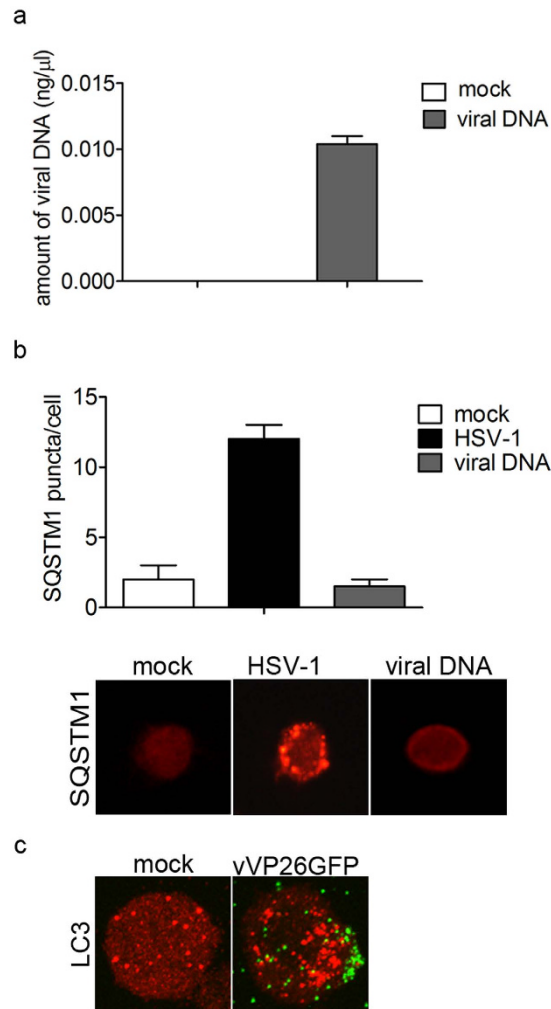 a
amount of viral DNA (ng/µl)
0.015
0.010
0.005
0.000
mock
viral DNA
b
SQSTM1 puncta/cell
15
10
5
0
mock
HSV-1
viral DNA
mock HSV-1 viral DNA
SQSTM1
c
mock vVP26GFP
LC3